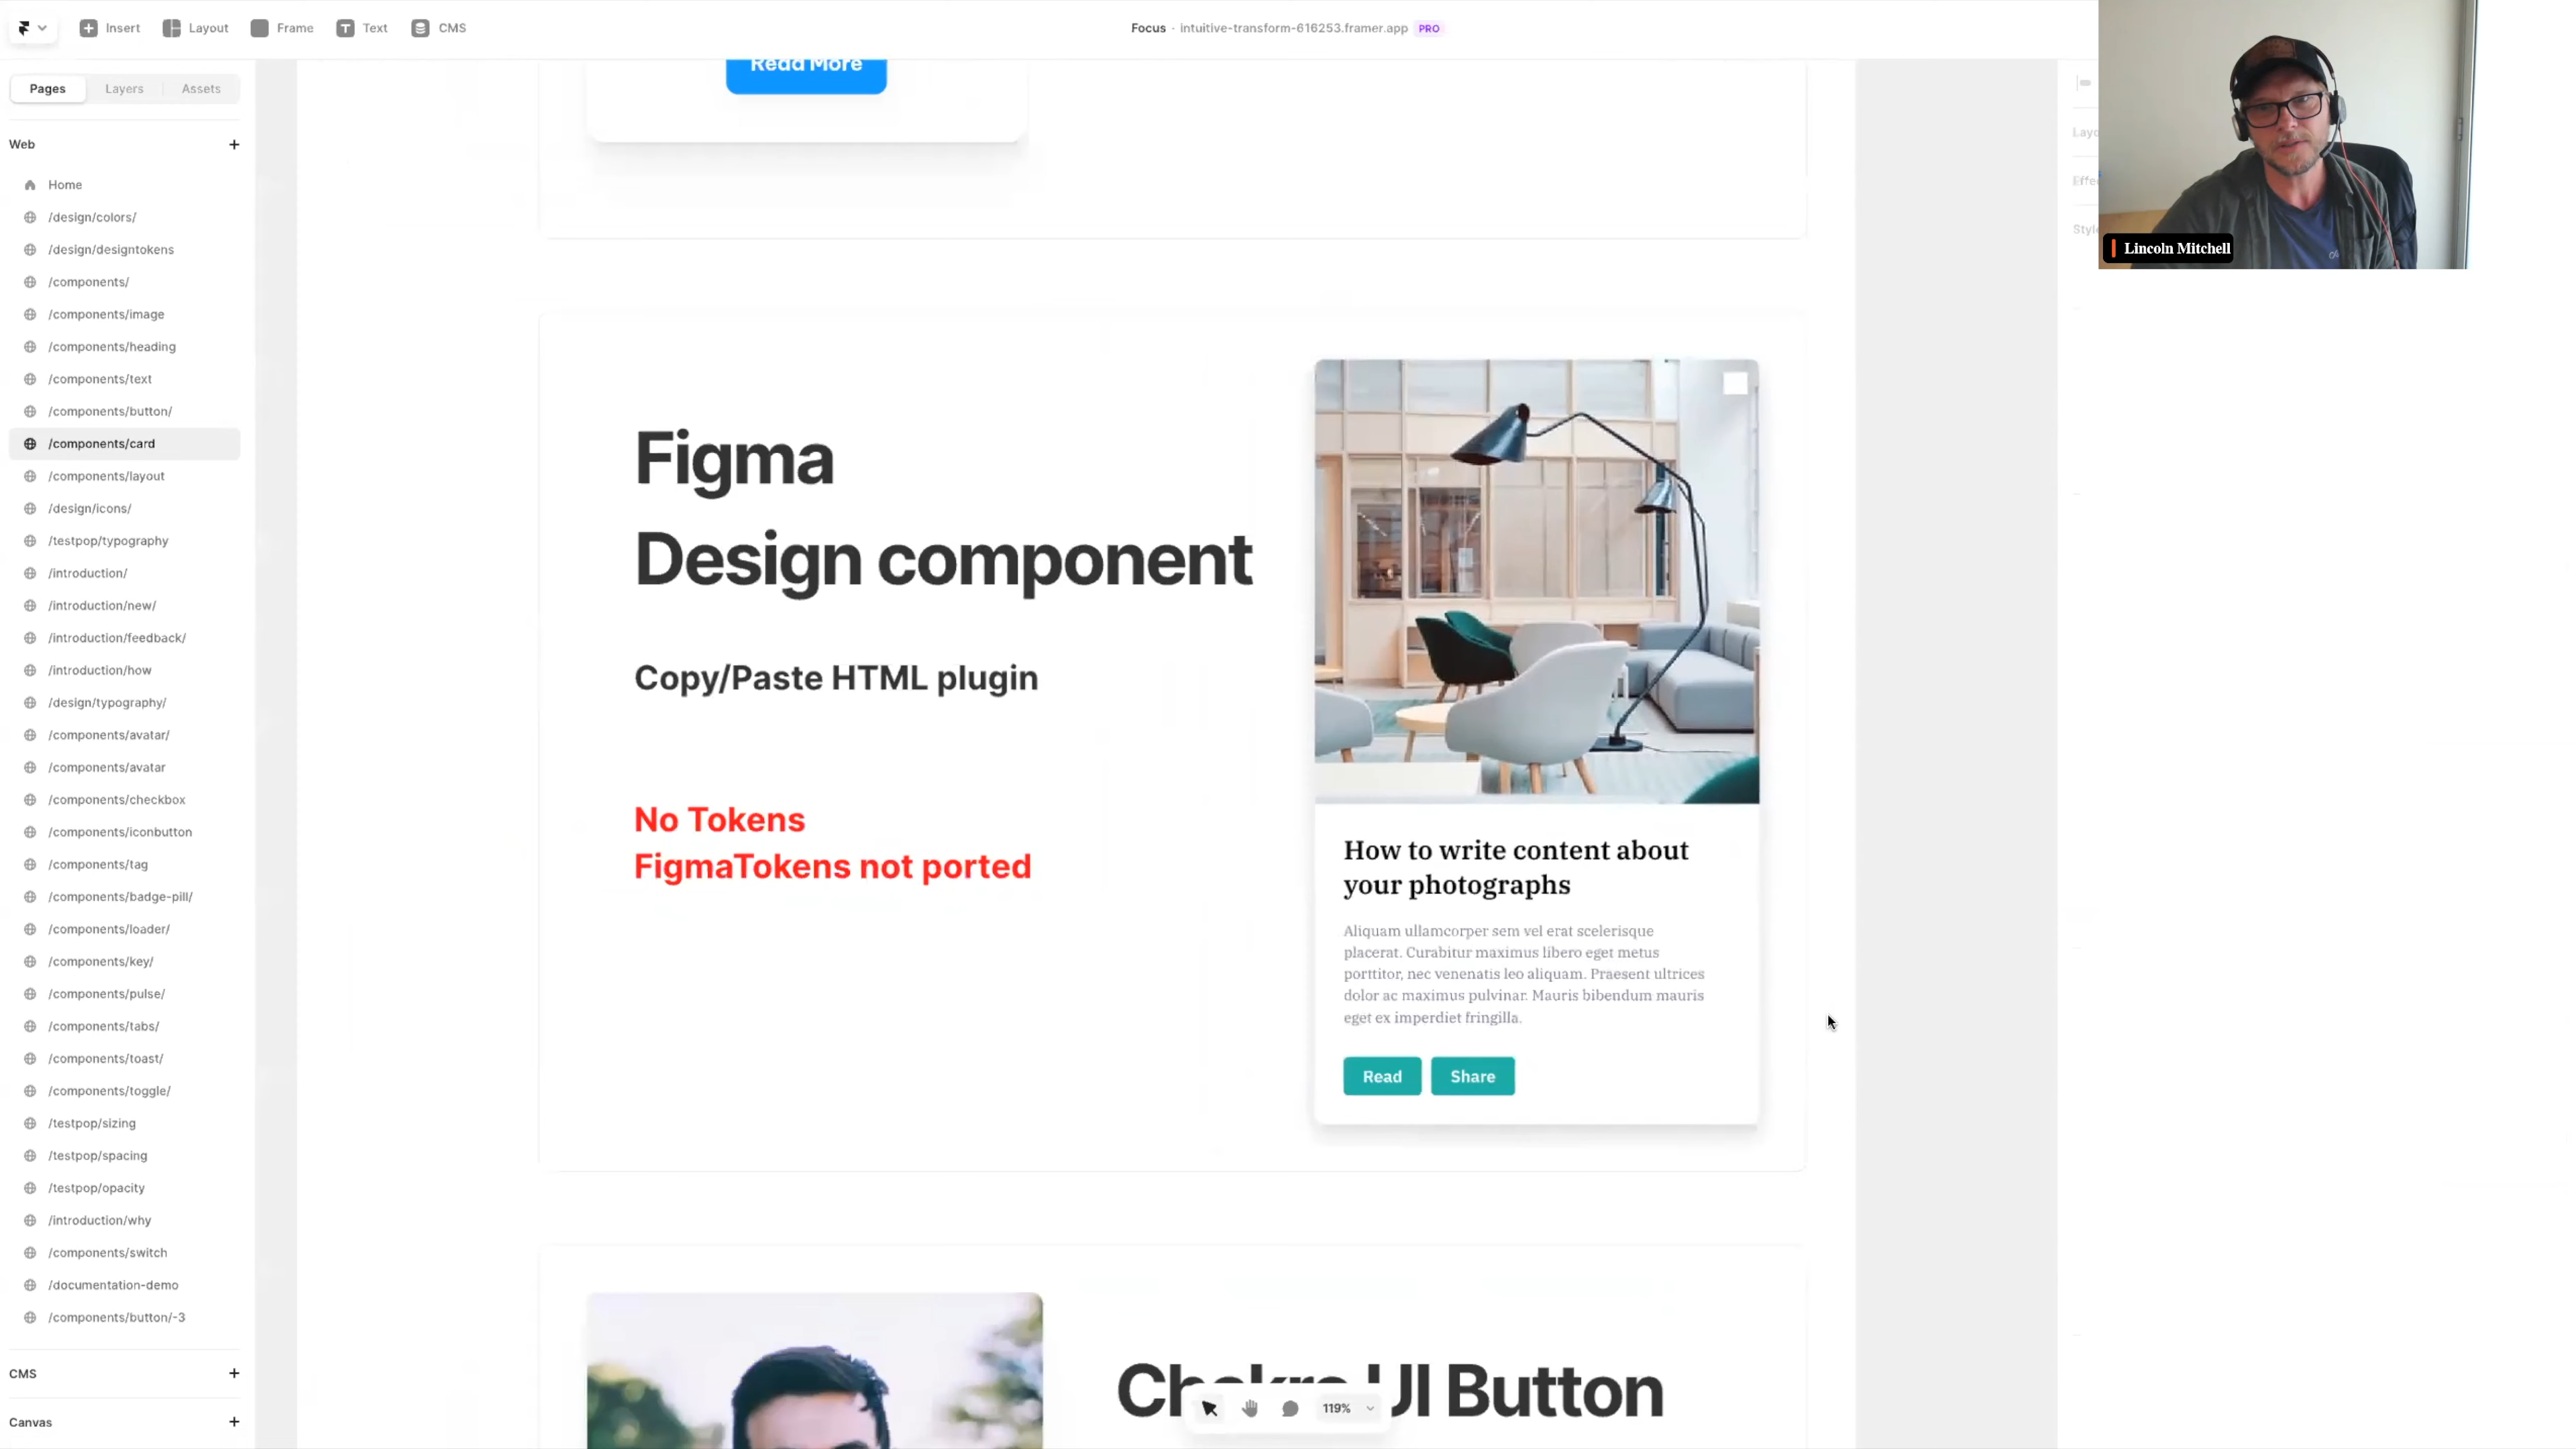 Insert
Layout
Frame
Text
CMS
Focus · intuitive-transform-616253.framer.app PRO
Pages
Layers
Assets
Web
Home
/design/colors/
/design/designtokens
/components/
/components/image
/components/heading
/components/text
/components/button/
/components/card
/components/layout
/design/icons/
/testpop/typography
/introduction/
/introduction/new/
/introduction/feedback/
/introduction/how
/design/typography/
/components/avatar/
/components/avatar
/components/checkbox
/components/iconbutton
/components/tag
/components/badge-pill/
/components/loader/
/components/key/
/components/pulse/
/components/tabs/
/components/toast/
/components/toggle/
/testpop/sizing
/testpop/spacing
/testpop/opacity
/introduction/why
/components/switch
/documentation-demo
/components/button/-3
CMS
Canvas
Read More
Figma
Design component
Copy/Paste HTML plugin
No Tokens
FigmaTokens not ported
How to write content about
your photographs
Aliquam ullamcorper sem vel erat scelerisque
placerat. Curabitur maximus libero eget metus
porttitor, nec venenatis leo aliquam. Praesent ultrices
dolor ac maximus pulvinar. Mauris bibendum mauris
eget ex imperdiet fringilla.
Read
Share
Chakra UI Button
119%
Lincoln Mitchell